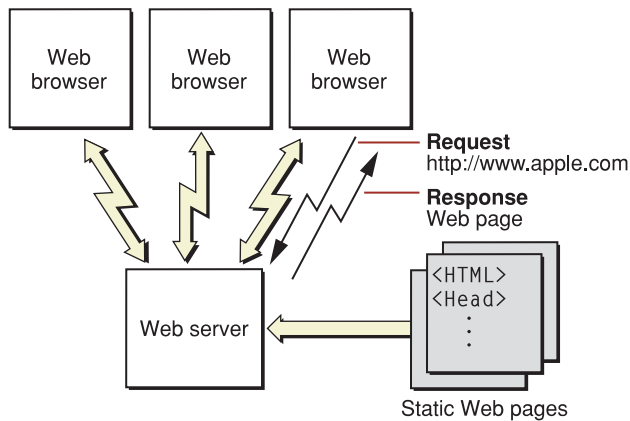 Web
browser
Web
browser
Web
browser
Request
http://www.apple.com
Response
Web page
<HTML>
<Head>
.
.
.
Web server
Static Web pages